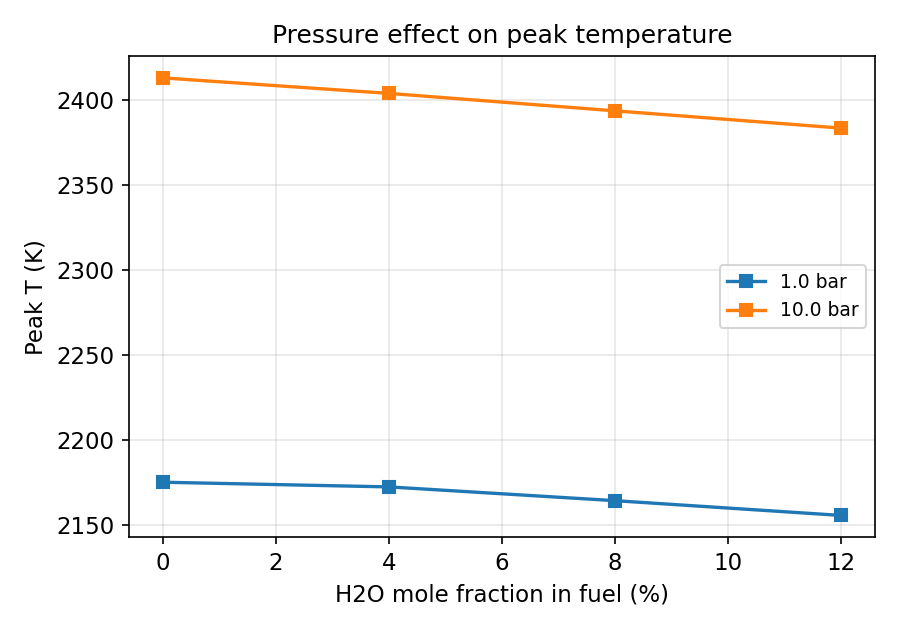 Pressure effect on peak temperature
Peak T (K)
2400
2350
2300
2250
2200
2150
1.0 bar
10.0 bar
0 2 4 6 8 10 12
H2O mole fraction in fuel (%)